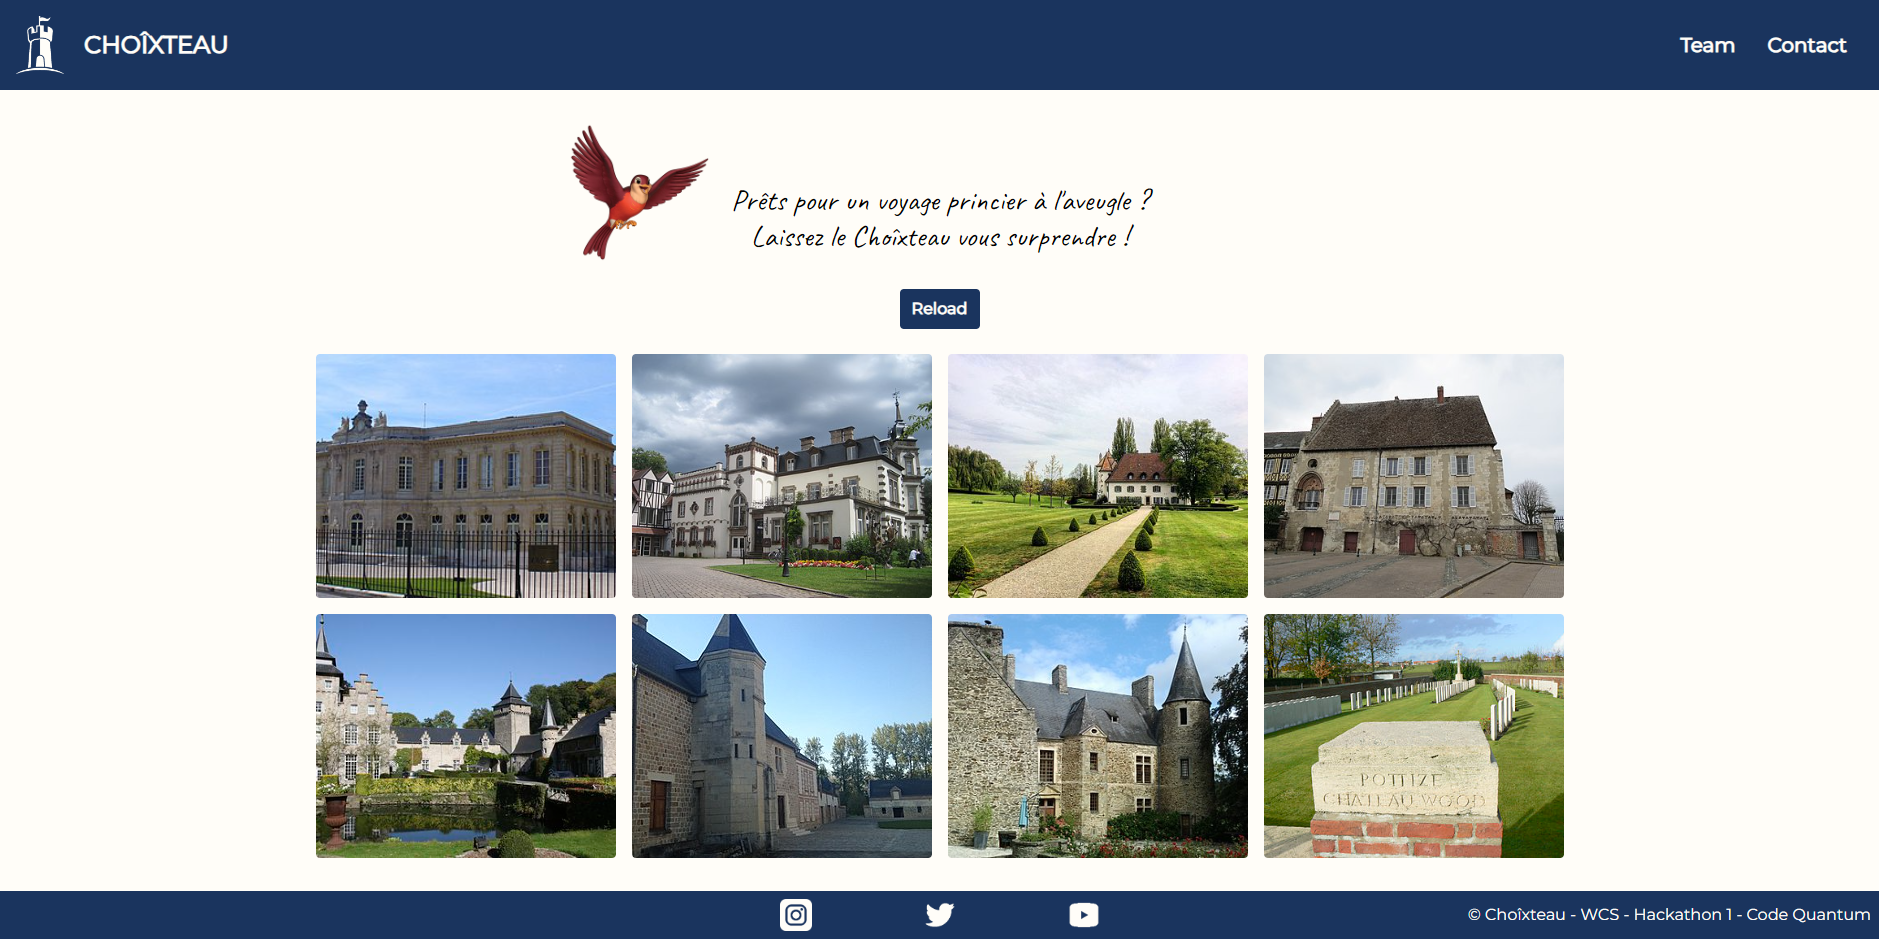 CHOÎXTEAU
Team
Contact
Prêts pour un voyage princier à l'aveugle ?
Laissez le Choîxteau vous surprendre !
Reload
POTIJZE
CHATEAU WOOD
© Choîxteau - WCS - Hackathon 1 - Code Quantum